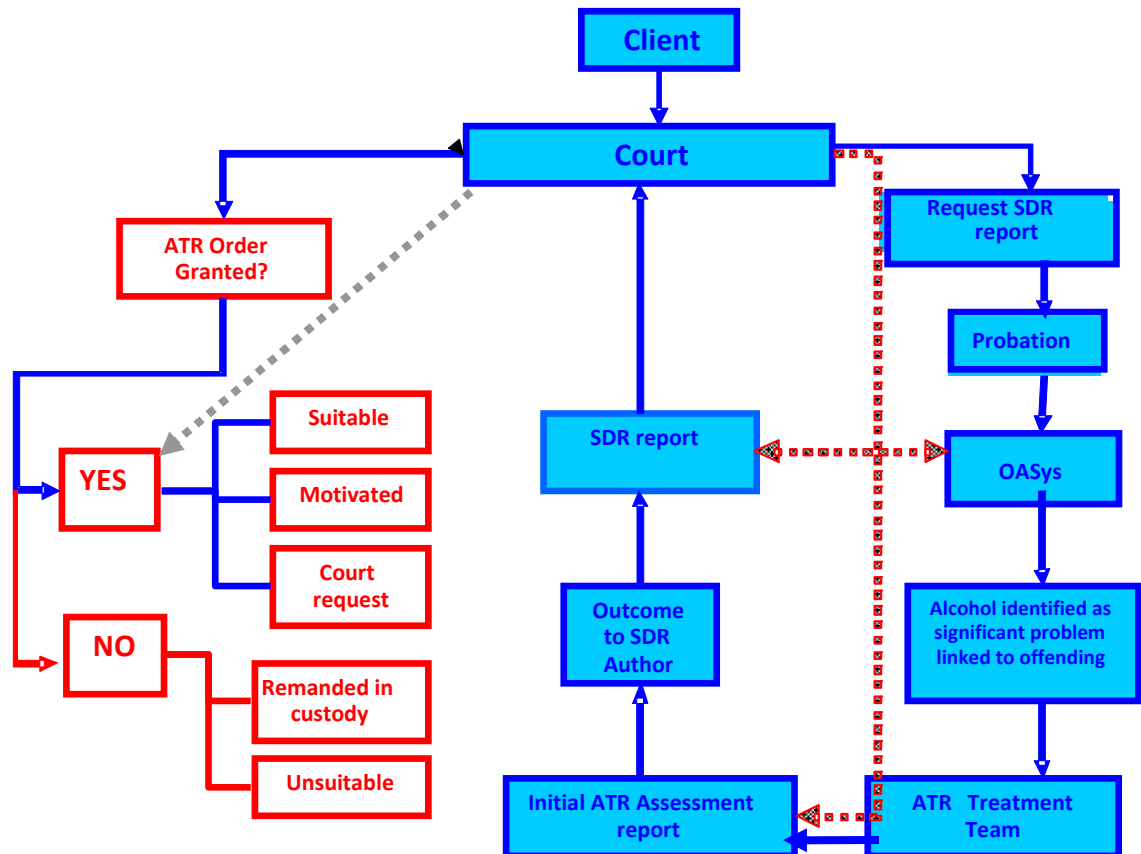 Client
Court
Request SDR
report
ATR Order
Granted?
Probation
Suitable
SDR report
OASys
YES
Motivated
Court
request
Outcome
to SDR
Author
Alcohol identified as
significant problem
linked to offending
NO
Remanded in
custody
Unsuitable
Initial ATR Assessment
report
ATR Treatment
Team